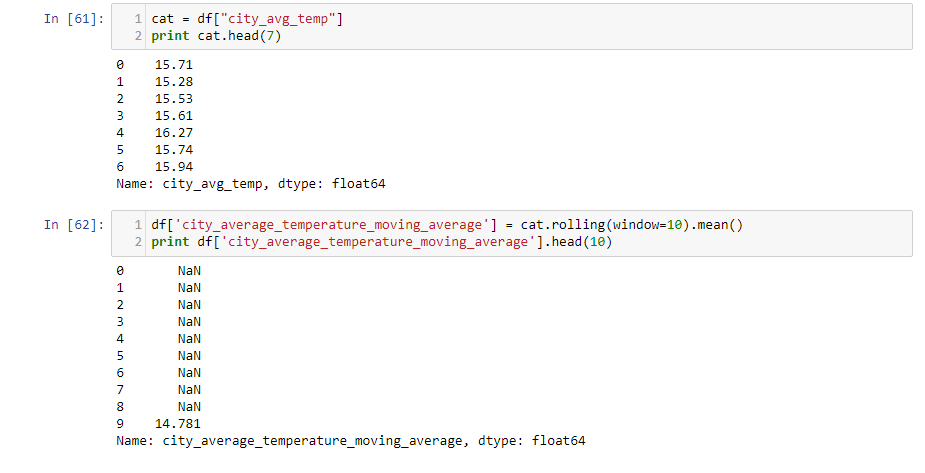 In [61]: 1 cat = df["city_avg_temp"]
2 print cat.head(7)
0 15.71
1 15.28
2 15.53
3 15.61
4 16.27
5 15.74
6 15.94
Name: city_avg_temp, dtype: float64
In [62]: 1 df['city_average_temperature_moving_average'] = cat.rolling(window=10).mean()
2 print df['city_average_temperature_moving_average'].head(10)
0 NaN
1 NaN
2 NaN
3 NaN
4 NaN
5 NaN
6 NaN
7 NaN
8 NaN
9 14.781
Name: city_average_temperature_moving_average, dtype: float64